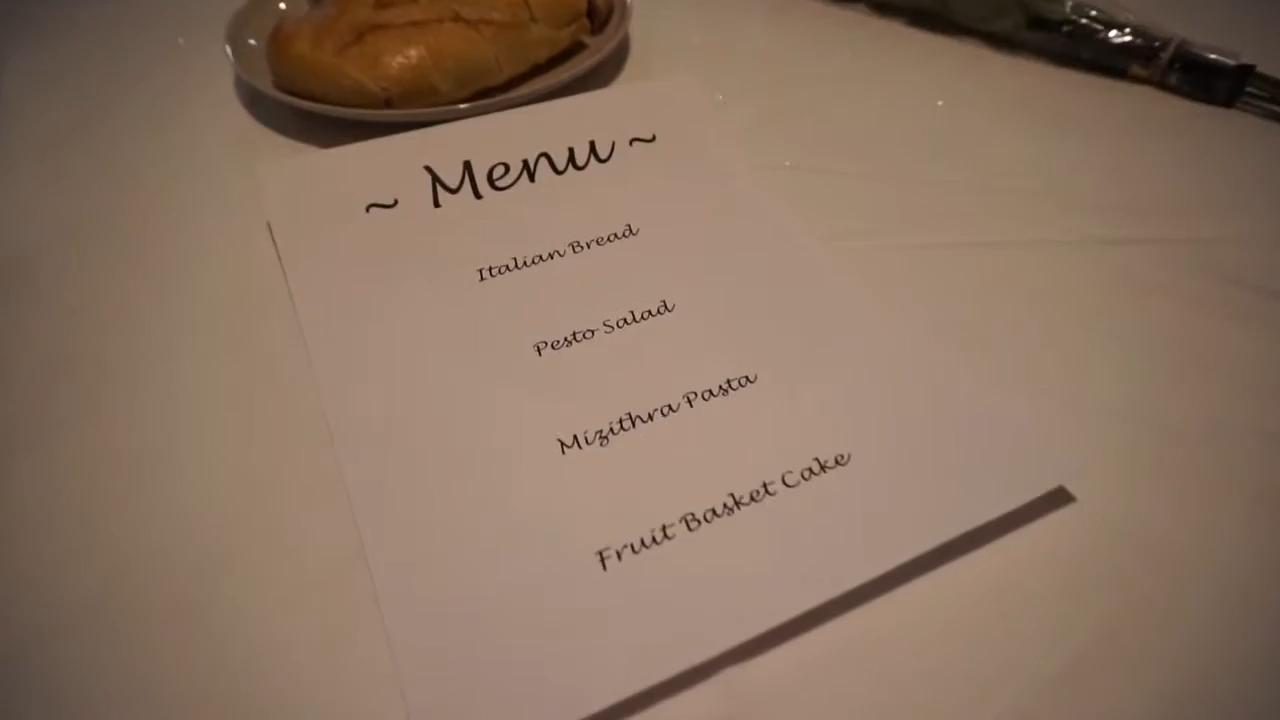 ~ Menu ~
Italian Bread
Pesto Salad
Mizithra Pasta
Fruit Basket Cake